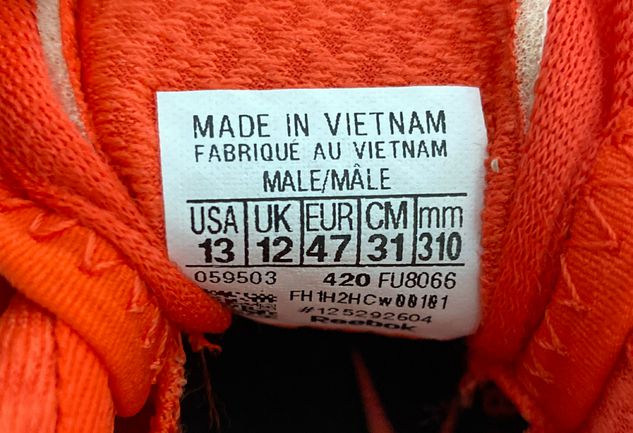 MADE IN VIETNAM
FABRIQUÉ AU VIETNAM
MALE/MÂLE
USA UK EUR CM mm
13 12 47 31 310
059503 420 FU8066
FH1H2HCW00101
#125292604
Reebok